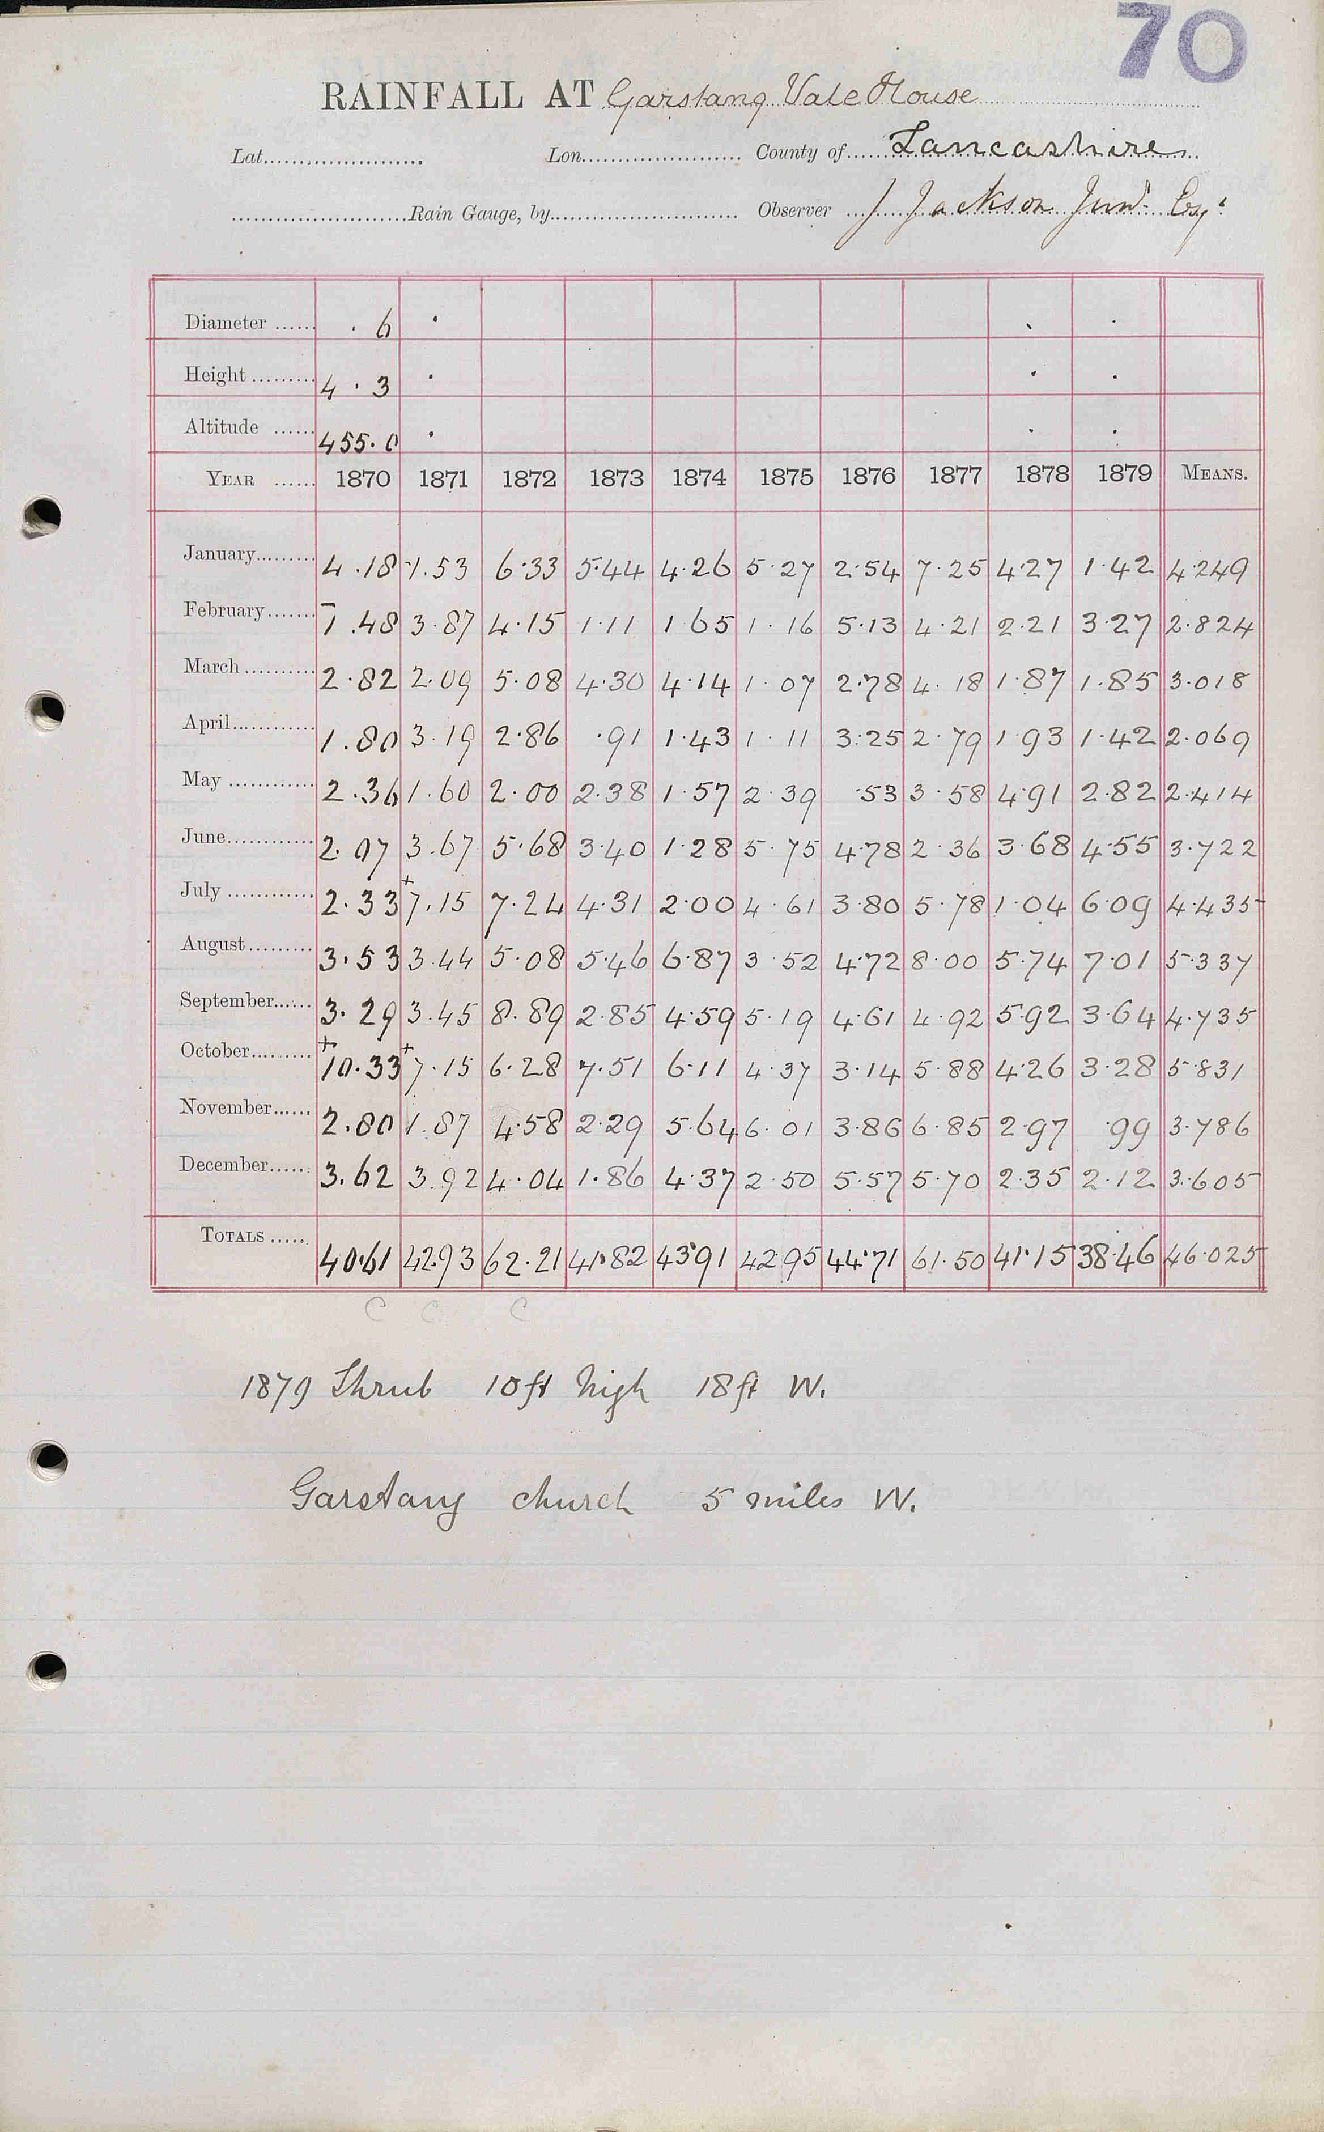 70
RAINFALL AT Garstang Vale House
Lat. Lon. County of Lancashire
Rain Gauge, by Observer J Jackson Junr. Esqr.
Diameter . 6 .  .  .
Height 4 . 3 .  .  .
Altitude 455.0 .  .  .
YEAR 1870 1871 1872 1873 1874 1875 1876 1877 1878 1879 MEANS.
January 4.18 1.53 6.33 5.44 4.26 5.27 2.54 7.25 4.27 1.42 4.249
February 1.48 3.87 4.15 1.11 1.65 1.16 5.13 4.21 2.21 3.27 2.824
March 2.82 2.09 5.08 4.30 4.14 1.07 2.78 4.18 1.87 1.85 3.018
April 1.80 3.19 2.86 .91 1.43 1.11 3.25 2.79 1.93 1.42 2.069
May 2.36 1.60 2.00 2.38 1.57 2.39 .53 3.58 4.91 2.82 2.414
June 2.07 3.67 5.68 3.40 1.28 5.75 4.78 2.36 3.68 4.55 3.722
July 2.33 +7.15 7.24 4.31 2.00 4.61 3.80 5.78 1.04 6.09 4.435
August 3.53 3.44 5.08 5.46 6.87 3.52 4.72 8.00 5.74 7.01 5.337
September 3.29 3.45 8.89 2.85 4.59 5.19 4.61 4.92 5.92 3.64 4.735
October +10.33 +7.15 6.28 7.51 6.11 4.37 3.14 5.88 4.26 3.28 5.831
November 2.80 1.87 4.58 2.29 5.64 6.01 3.86 6.85 2.97 .99 3.786
December 3.62 3.92 4.04 1.86 4.37 2.50 5.57 5.70 2.35 2.12 3.605
TOTALS 40.61 42.93 62.21 41.82 43.91 42.95 44.71 61.50 41.15 38.46 46.025
C C C
1879 Shrub 10ft high 18ft W.
Garstang church 5 miles W.